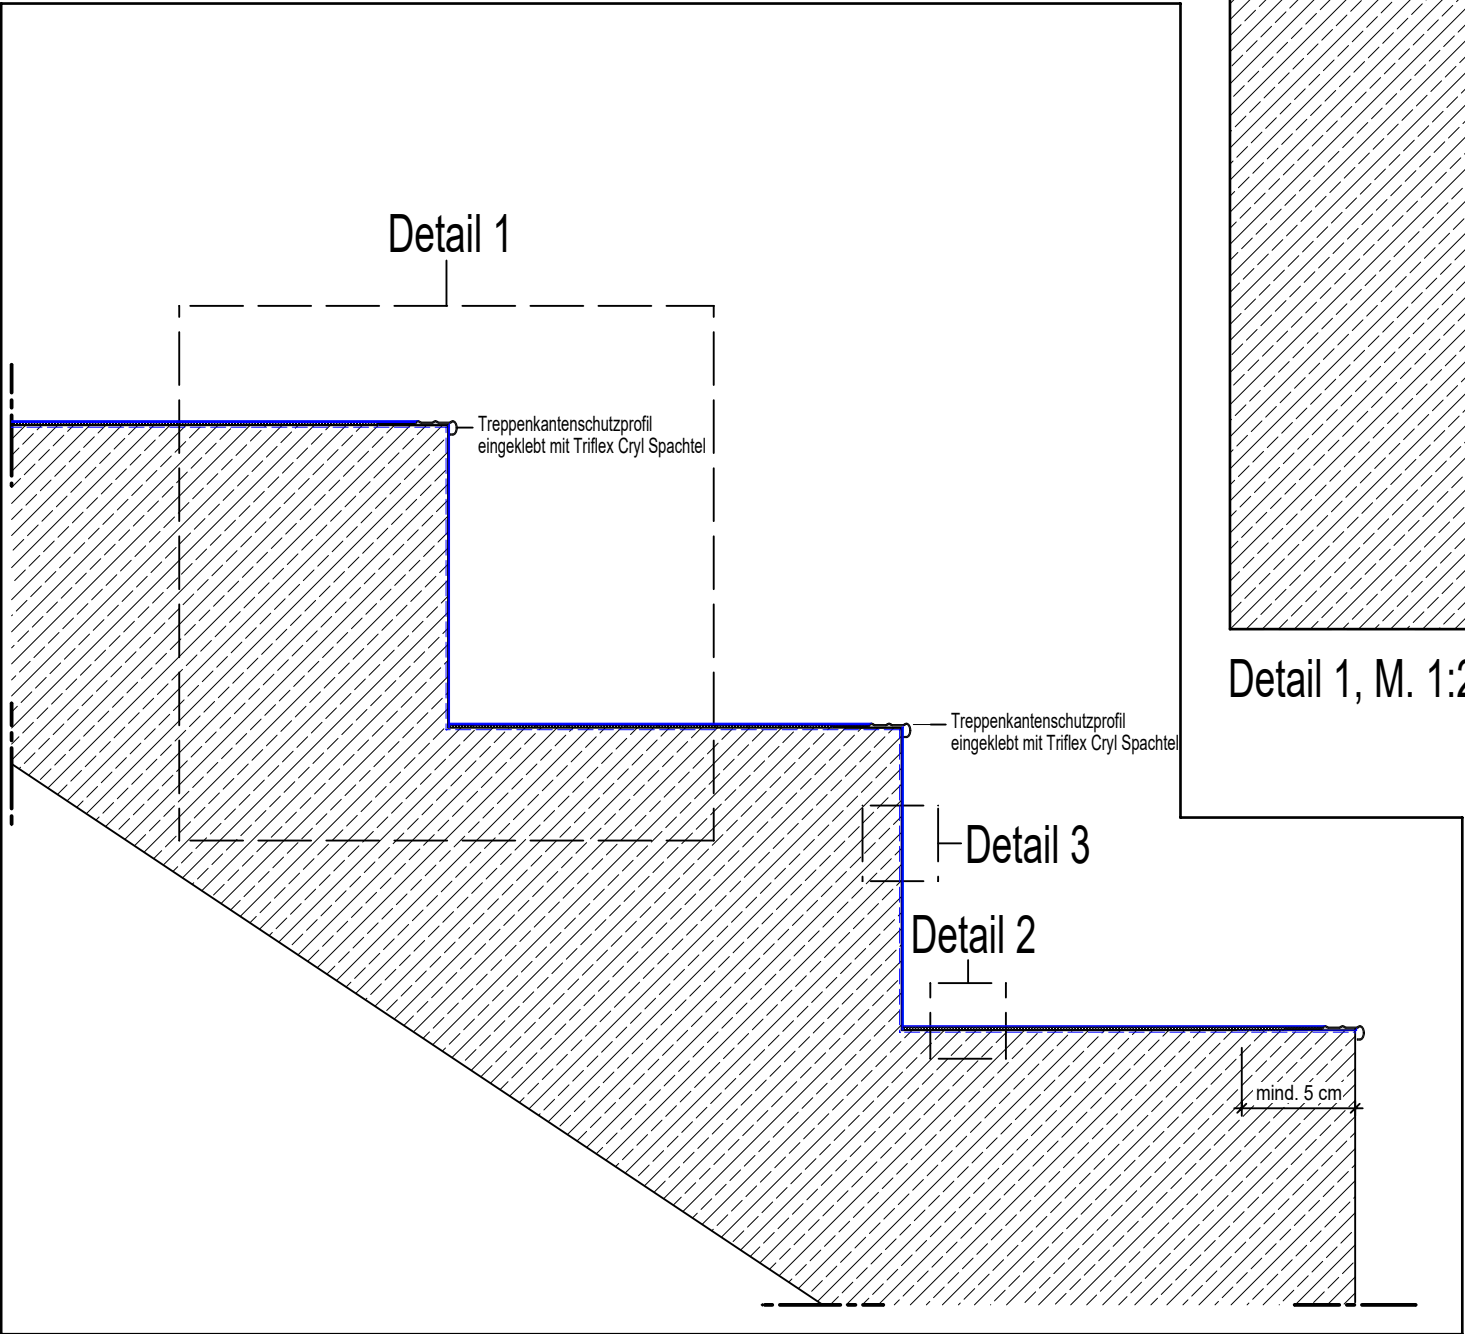 Detail 1
Treppenkantenschutzprofil
eingeklebt mit Triflex Cryl Spachtel
Detail 1, M. 1:2
Treppenkantenschutzprofil
eingeklebt mit Triflex Cryl Spachtel
Detail 3
Detail 2
mind. 5 cm